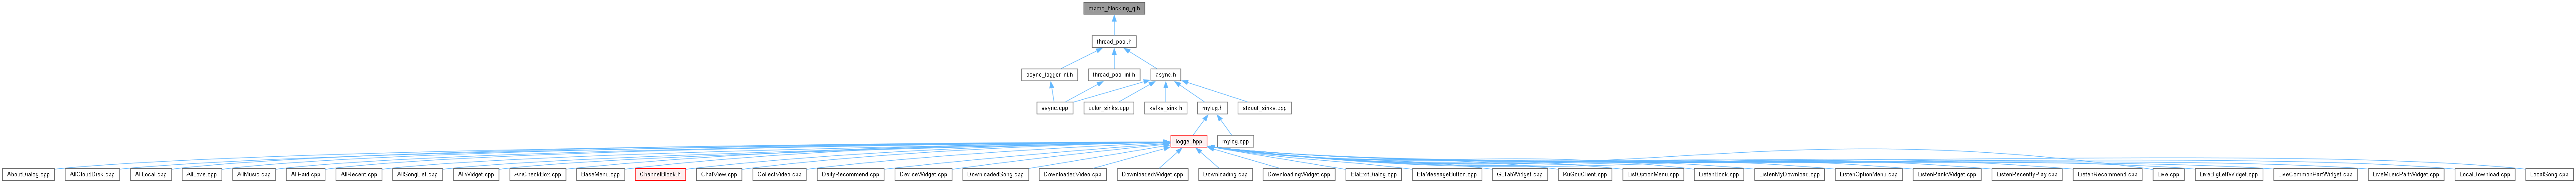 mpmc_blocking_q.h
thread_pool.h
async_logger-inl.h
thread_pool-inl.h
async.h
async.cpp
color_sinks.cpp
kafka_sink.h
mylog.h
stdout_sinks.cpp
logger.hpp
mylog.cpp
AboutDialog.cpp
AllCloudDisk.cpp
AllLocal.cpp
AllLove.cpp
AllMusic.cpp
AllPaid.cpp
AllRecent.cpp
AllSongList.cpp
AllWidget.cpp
AniCheckBox.cpp
BaseMenu.cpp
ChannelBlock.h
ChatView.cpp
CollectVideo.cpp
DailyRecommend.cpp
DeviceWidget.cpp
DownloadedSong.cpp
DownloadedVideo.cpp
DownloadedWidget.cpp
Downloading.cpp
DownloadingWidget.cpp
ElaExitDialog.cpp
ElaMessageButton.cpp
GLTabWidget.cpp
KuGouClient.cpp
ListOptionMenu.cpp
ListenBook.cpp
ListenMyDownload.cpp
ListenOptionMenu.cpp
ListenRankWidget.cpp
ListenRecentlyPlay.cpp
ListenRecommend.cpp
Live.cpp
LiveBigLeftWidget.cpp
LiveCommonPartWidget.cpp
LiveMusicPartWidget.cpp
LocalDownload.cpp
LocalSong.cpp